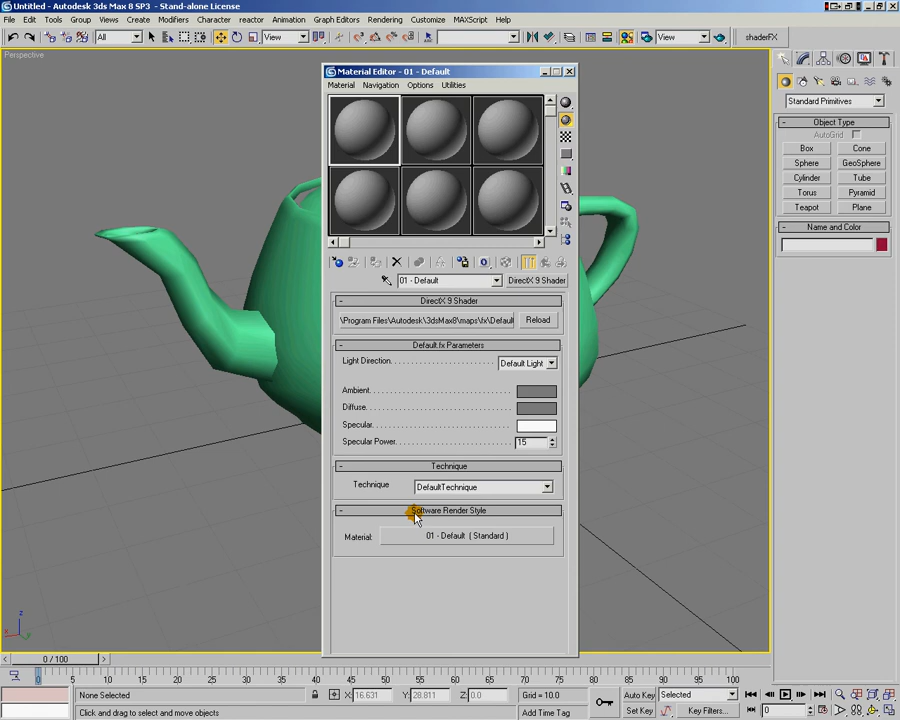 Untitled - Autodesk 3ds Max 8 SP3 - Stand-alone License
File Edit Tools Group Views Create Modifiers Character reactor Animation Graph Editors Rendering Customize MAXScript Help
All View View shaderFX
Perspective
Material Editor - 01 - Default
Material Navigation Options Utilities
01 - Default DirectX 9 Shader
- DirectX 9 Shader
\Program Files\Autodesk\3dsMax8\maps\fx\Default Reload
- Default.fx Parameters
Light Direction. Default Light
Ambient.
Diffuse.
Specular.
Specular Power. 15
- Technique
Technique DefaultTechnique
- Software Render Style
Material: 01 - Default ( Standard )
Standard Primitives
- Object Type
AutoGrid
Box Cone
Sphere GeoSphere
Cylinder Tube
Torus Pyramid
Teapot Plane
- Name and Color
z
x
y
0 / 100
0 5 10 15 20 25 30 35 40 45 50 55 60 65 70 75 80 85 90 95 100
None Selected X: 16.631 Y: 28.811 Z: 0.0 Grid = 10.0 Auto Key Selected
Click and drag to select and move objects Add Time Tag Set Key Key Filters... 0